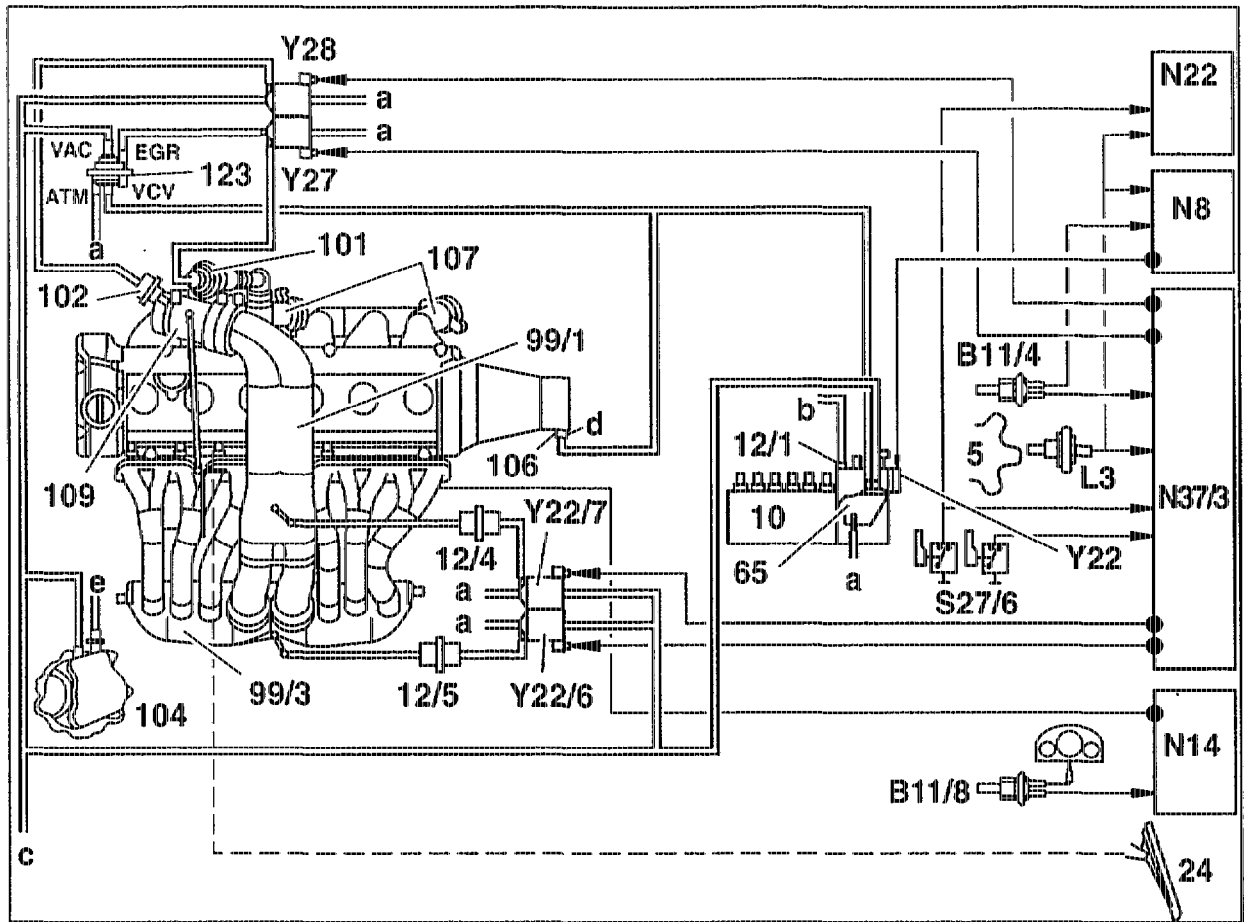 Y28
N22
a
a
VAC EGR
123
Y27
ATM VCV
N8
a
101
107
102
99/1
B11/4
b
d
12/1
5
106
109
L3
N37/3
Y22/7
10
12/4
65
Y22
e
a
a
S27/6
a
99/3
12/5
Y22/6
104
N14
B11/8
c
24